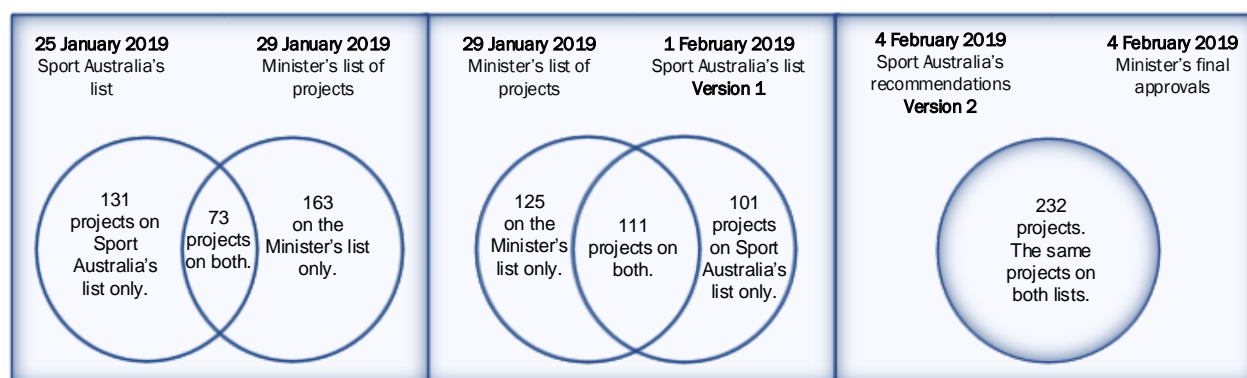 25 January 2019
Sport Australia's
list
29 January 2019
Minister's list of
projects
131
projects on
Sport
Australia's
list only.
73
projects
on both.
163
on the
Minister's list
only.
29 January 2019
Minister's list of
projects
1 February 2019
Sport Australia's list
Version 1
125
on the
Minister's
list only.
111
projects on
both.
101
projects
on Sport
Australia's
list only.
4 February 2019
Sport Australia's
recommendations
Version 2
4 February 2019
Minister's final
approvals
232
projects.
The same
projects on
both lists.